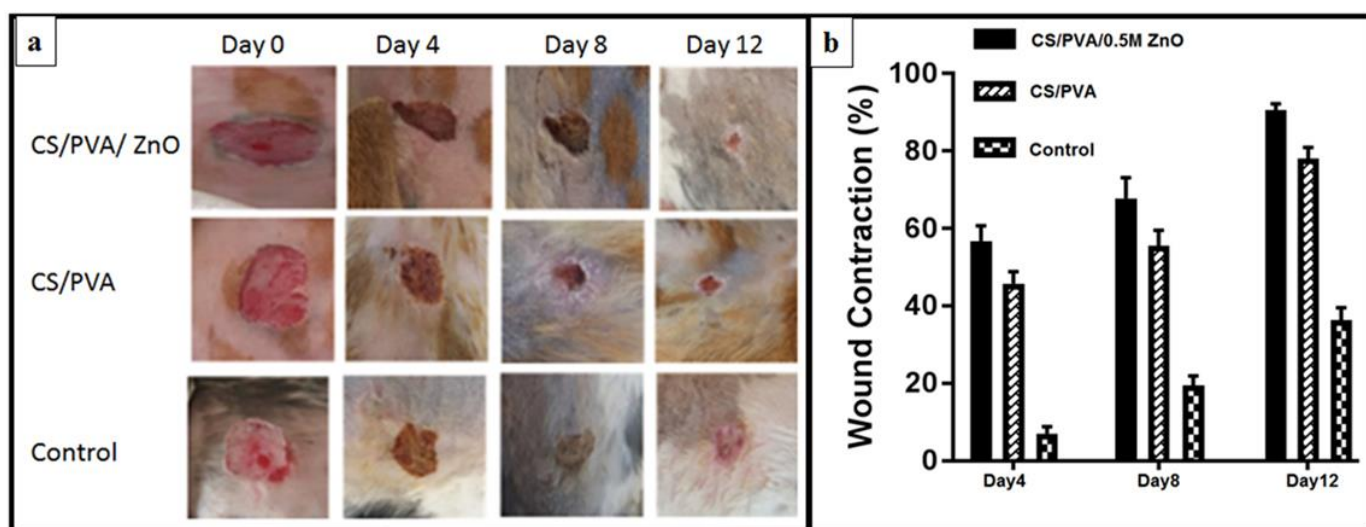 a
Day 0 Day 4 Day 8 Day 12
CS/PVA/ ZnO
CS/PVA
Control
b
CS/PVA/0.5M ZnO
CS/PVA
Control
Wound Contraction (%)
100
80
60
40
20
0
Day4 Day8 Day12